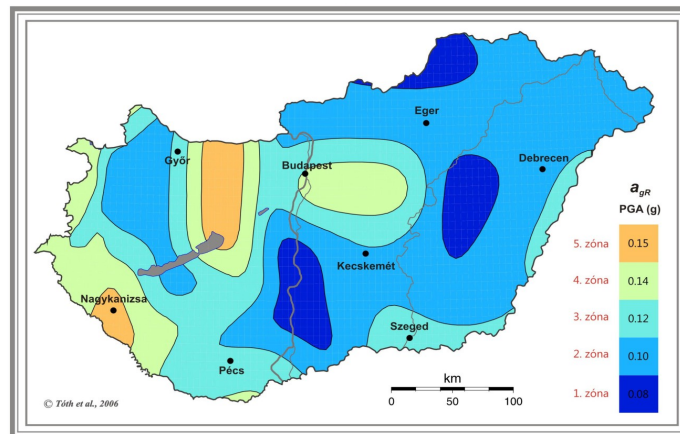 Eger
Győr
Budapest
Debrecen
Kecskemét
Nagykanizsa
Szeged
Pécs
a gR
PGA (g)
5. zóna 0.15
4. zóna 0.14
3. zóna 0.12
2. zóna 0.10
1. zóna 0.08
km
0 50 100
© Tóth et al., 2006